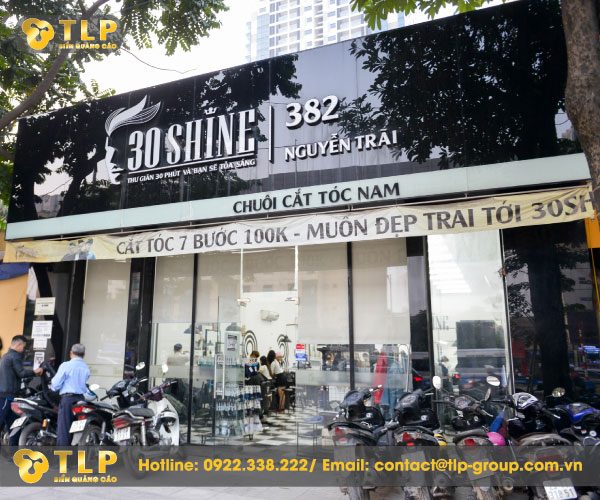 TLP
BIỂN QUẢNG CÁO
30 SHINE
THƯ GIÃN 30 PHÚT VÀ BẠN SẼ TỎA SÁNG
382
NGUYỄN TRÃI
CHUỖI CẮT TÓC NAM
CẮT TÓC 7 BƯỚC 100K - MUỐN ĐẸP TRAI TỚI 30SH
TLP
BIỂN QUẢNG CÁO
Hotline: 0922.338.222/ Email: contact@tlp-group.com.vn